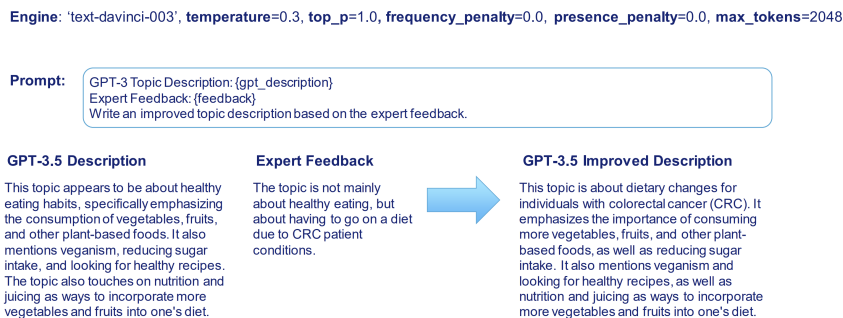 Engine: ‘text-davinci-003’, temperature=0.3, top_p=1.0, frequency_penalty=0.0, presence_penalty=0.0, max_tokens=2048
Prompt:
GPT-3 Topic Description: {gpt_description}
Expert Feedback: {feedback}
Write an improved topic description based on the expert feedback.
GPT-3.5 Description
This topic appears to be about healthy
eating habits, specifically emphasizing
the consumption of vegetables, fruits,
and other plant-based foods. It also
mentions veganism, reducing sugar
intake, and looking for healthy recipes.
The topic also touches on nutrition and
juicing as ways to incorporate more
vegetables and fruits into one's diet.
Expert Feedback
The topic is not mainly
about healthy eating, but
about having to go on a diet
due to CRC patient
conditions.
GPT-3.5 Improved Description
This topic is about dietary changes for
individuals with colorectal cancer (CRC). It
emphasizes the importance of consuming
more vegetables, fruits, and other plant-
based foods, as well as reducing sugar
intake. It also mentions veganism and
looking for healthy recipes, as well as
nutrition and juicing as ways to incorporate
more vegetables and fruits into one's diet.